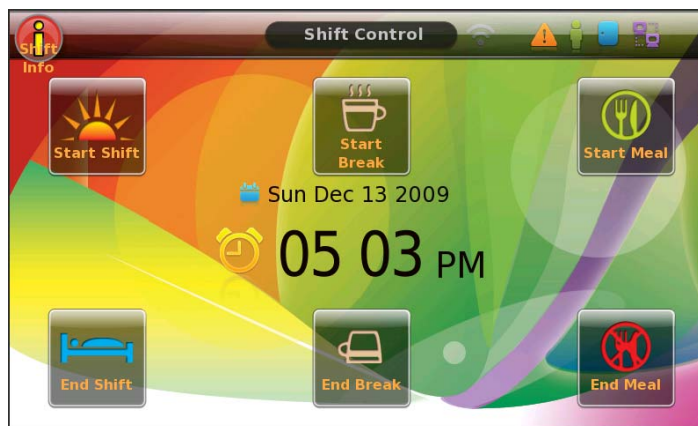 Shift Control
Shift
Info
Start Shift
Start
Break
Start Meal
Sun Dec 13 2009
05 03 PM
End Shift
End Break
End Meal